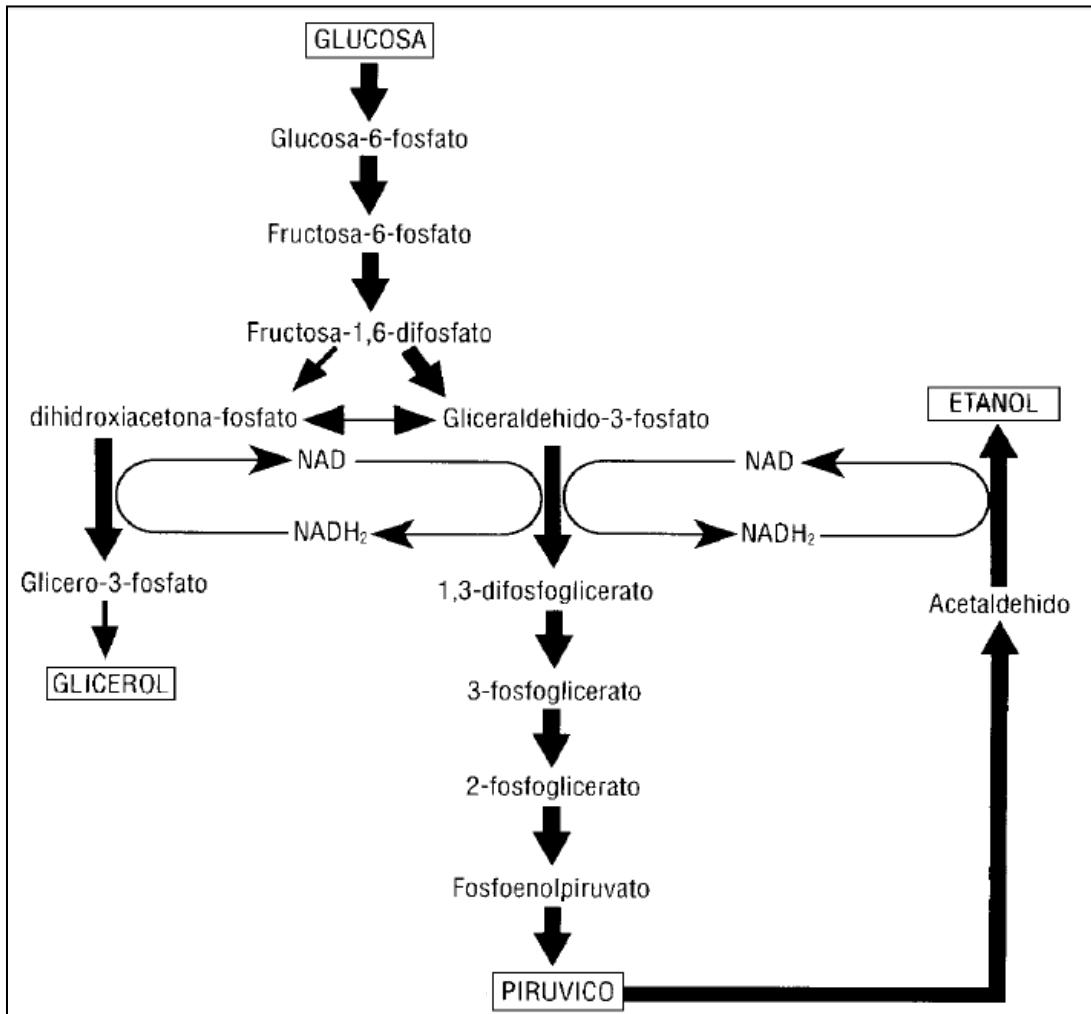 GLUCOSA
Glucosa-6-fosfato
Fructosa-6-fosfato
Fructosa-1,6-difosfato
dihidroxiacetona-fosfato
Gliceraldehido-3-fosfato
ETANOL
NAD
NAD
NADH₂
NADH₂
Glicero-3-fosfato
1,3-difosfoglicerato
Acetaldehido
GLICEROL
3-fosfoglicerato
2-fosfoglicerato
Fosfoenolpiruvato
PIRUVICO